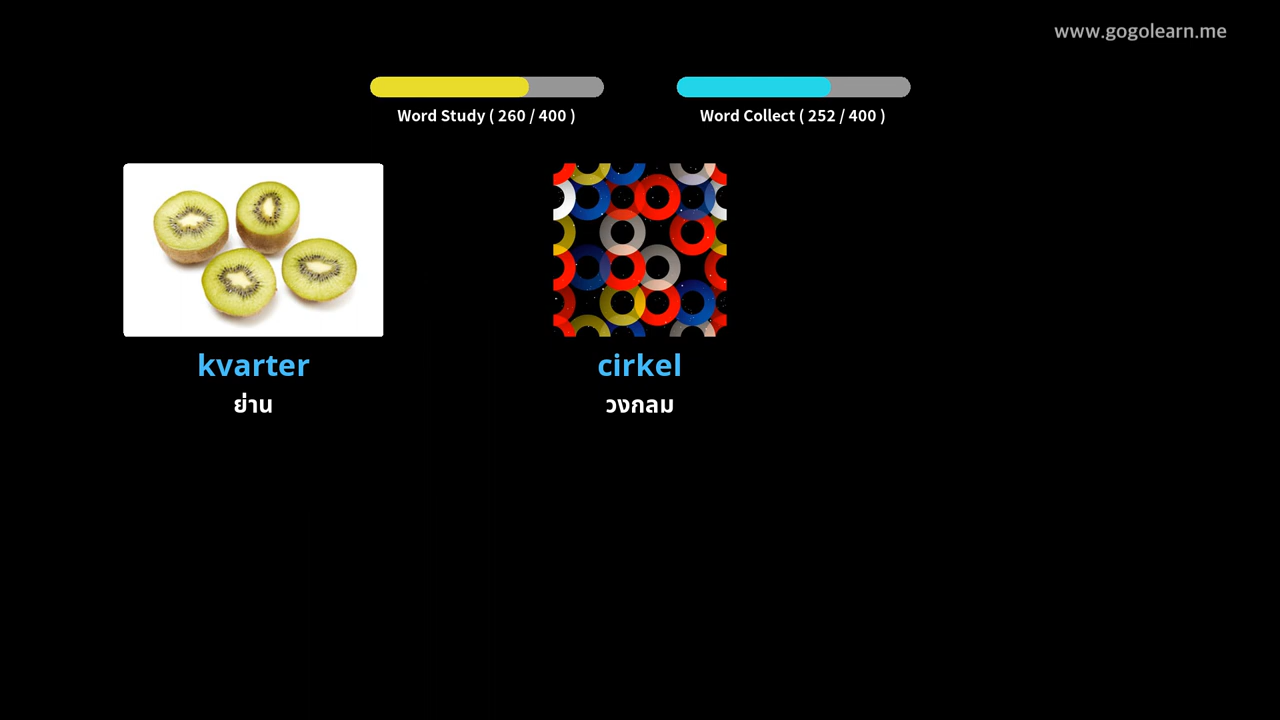 www.gogolearn.me
Word Study ( 260 / 400 )
Word Collect ( 252 / 400 )
kvarter
ย่าน
cirkel
วงกลม